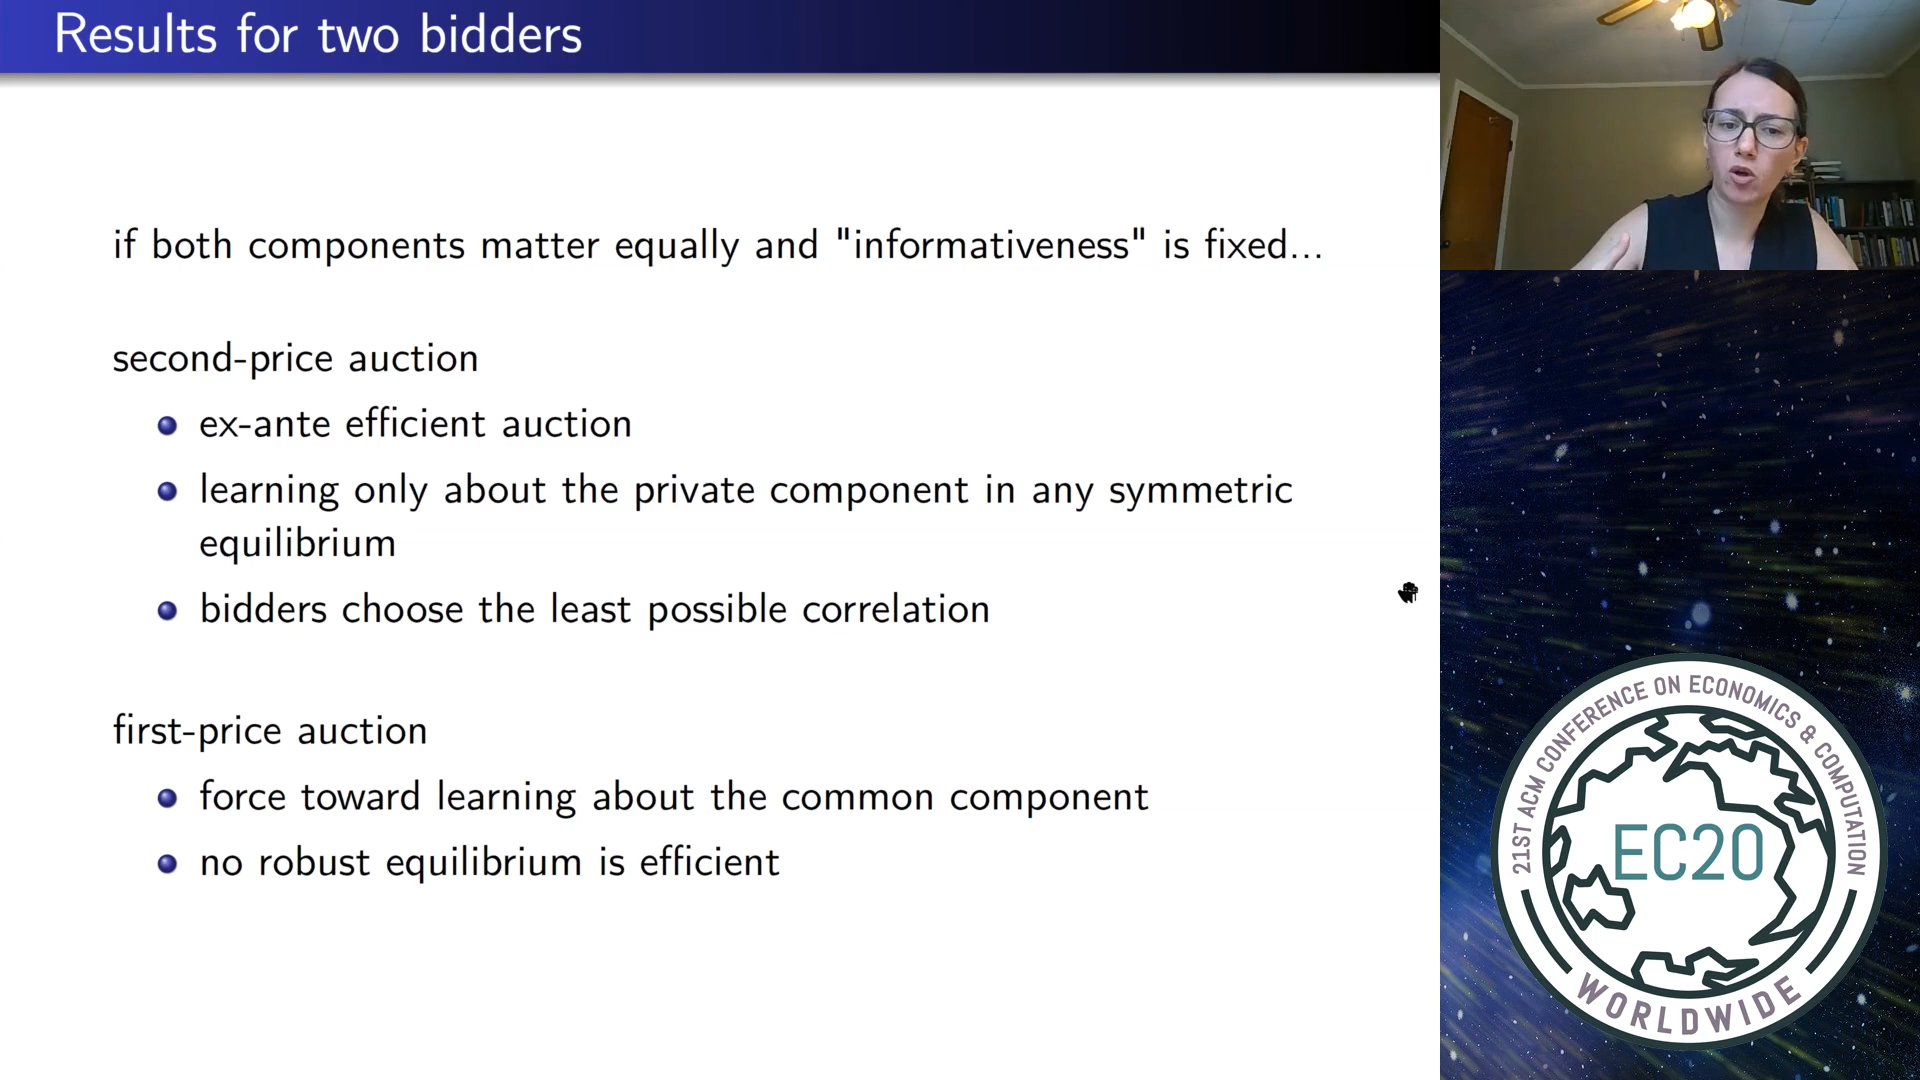 Results for two bidders
if both components matter equally and "informativeness" is fixed...
second-price auction
ex-ante efficient auction
learning only about the private component in any symmetric
equilibrium
bidders choose the least possible correlation
first-price auction
force toward learning about the common component
no robust equilibrium is efficient
21ST ACM CONFERENCE ON ECONOMICS & COMPUTATION
EC20
WORLDWIDE